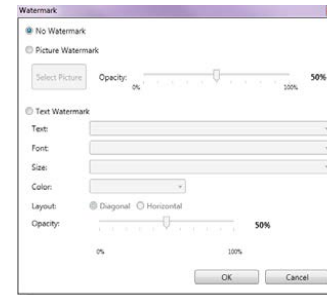 Watermark
No Watermark
Picture Watermark
Select Picture Opacity: 50%
0% 100%
Text Watermark
Text:
Font:
Size:
Color:
Layout: Diagonal Horizontal
Opacity: 50%
0% 100%
OK Cancel